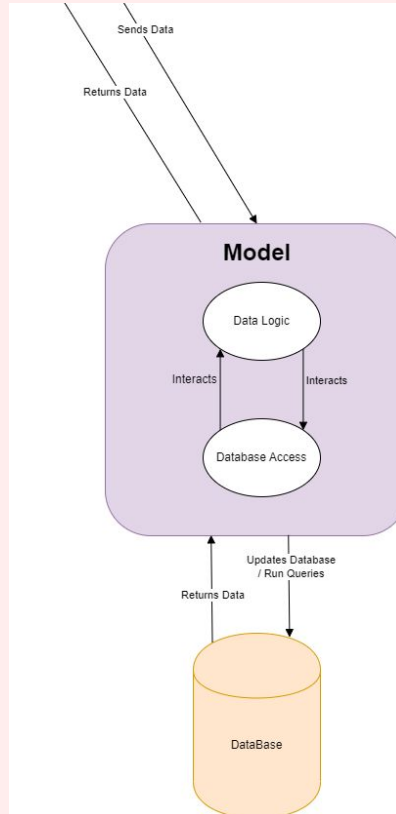 Sends Data
Returns Data
Model
Data Logic
Interacts
Interacts
Database Access
Updates Database
/ Run Queries
Returns Data
DataBase